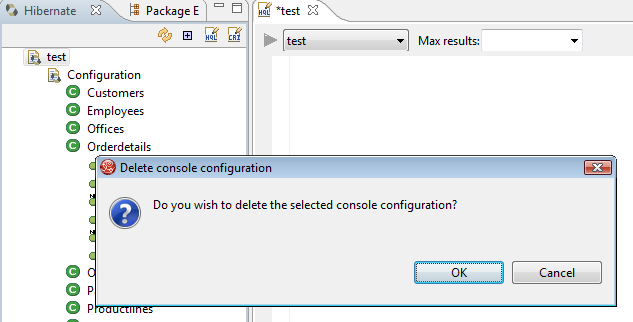 Hibernate
Package E
*test
HQL
CRI
test
Max results:
test
Configuration
Customers
Employees
Offices
Orderdetails
Delete console configuration
Do you wish to delete the selected console configuration?
OK
Cancel
O
P
Productlines